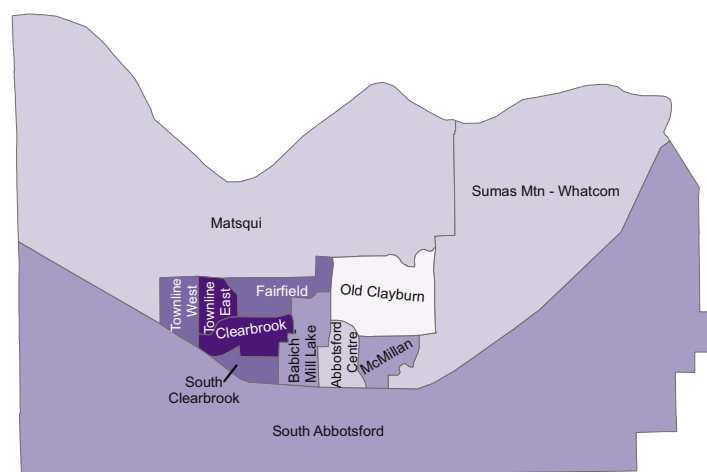 Sumas Mtn - Whatcom
Matsqui
Townline
West
Townline
East
Fairfield
Old Clayburn
Clearbrook
Babich
Mill Lake
Abbotsford
Centre
McMillan
South
Clearbrook
South Abbotsford